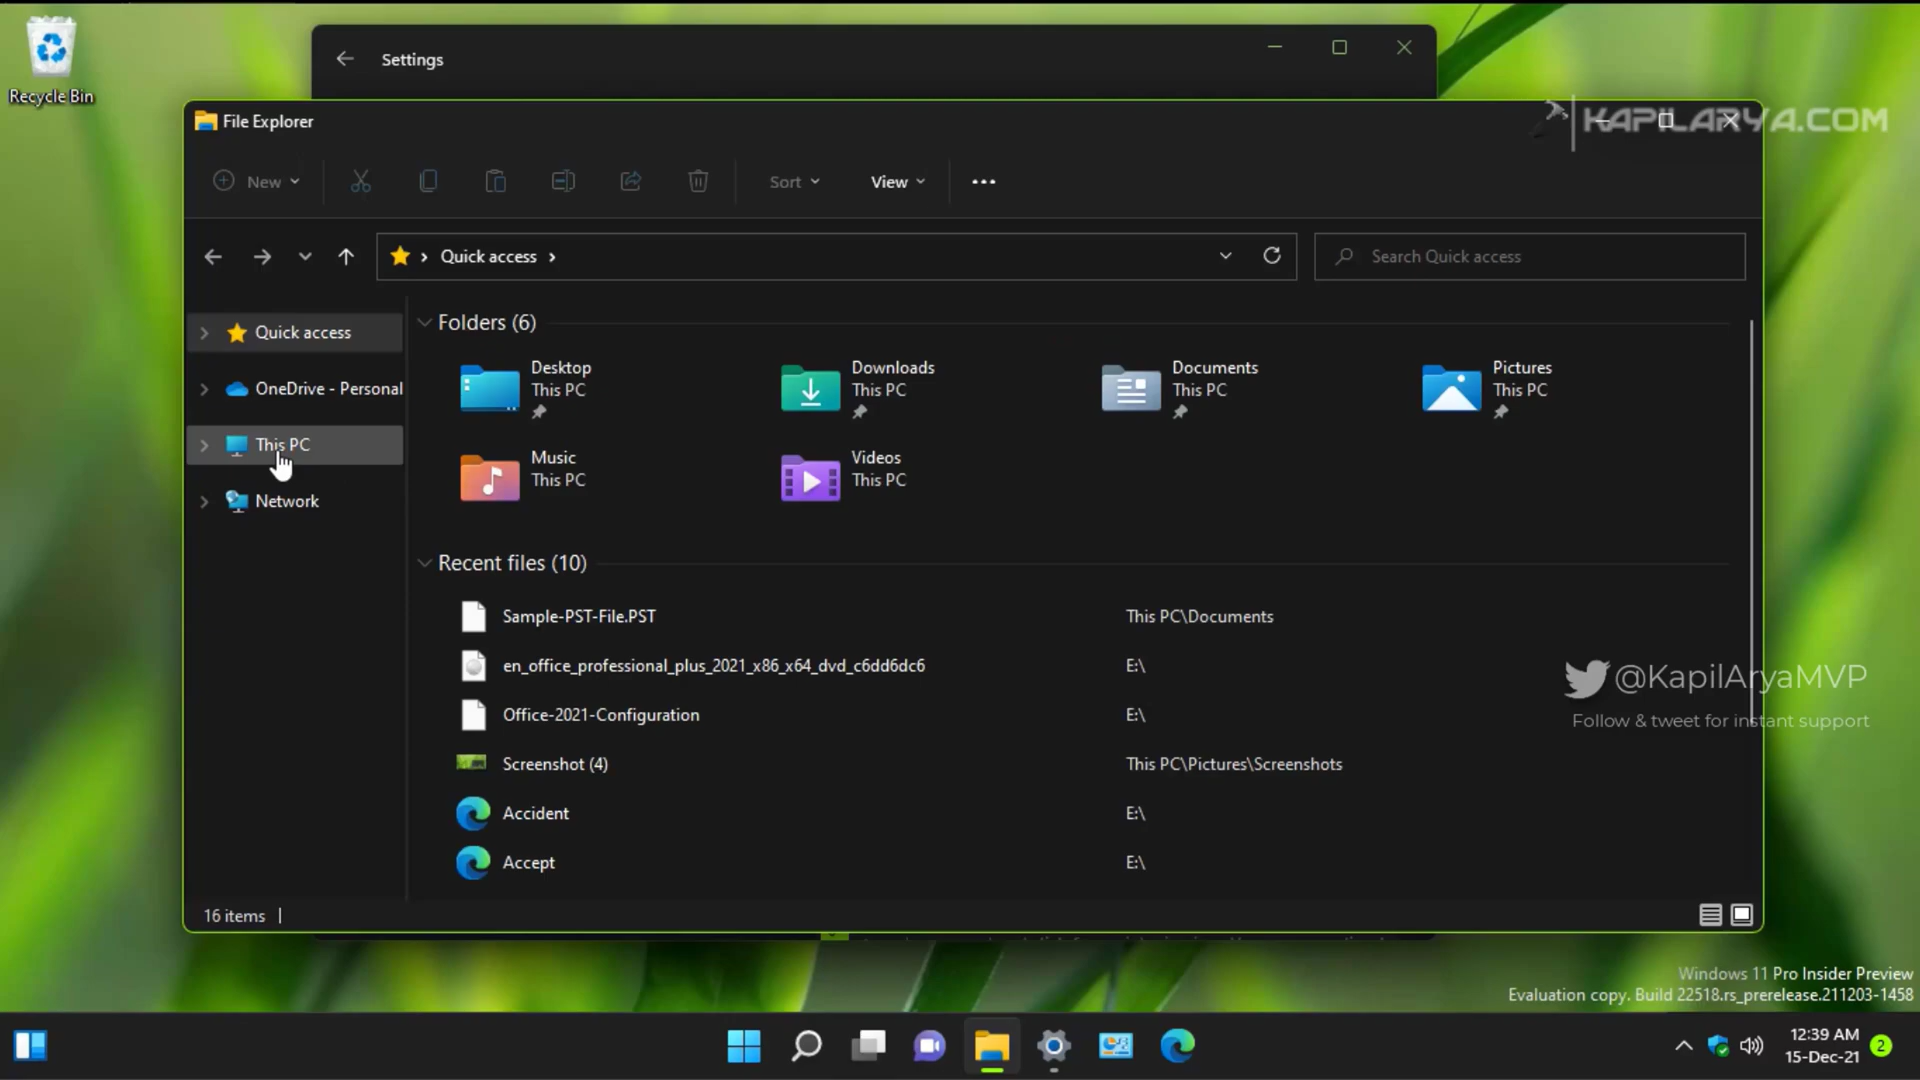 Recycle Bin
Settings
File Explorer
KAPILARYA.COM
New
Sort
View
Quick access
Search Quick access
Quick access
OneDrive - Personal
This PC
Network
Folders (6)
Desktop
This PC
Downloads
This PC
Documents
This PC
Pictures
This PC
Music
This PC
Videos
This PC
Recent files (10)
Sample-PST-File.PST This PC\Documents
en_office_professional_plus_2021_x86_x64_dvd_c6dd6dc6 E:\
Office-2021-Configuration E:\
Screenshot (4) This PC\Pictures\Screenshots
Accident E:\
Accept E:\
@KapilAryaMVP
Follow & tweet for instant support
16 items
Windows 11 Pro Insider Preview
Evaluation copy. Build 22518.rs_prerelease.211203-1458
12:39 AM
15-Dec-21
2